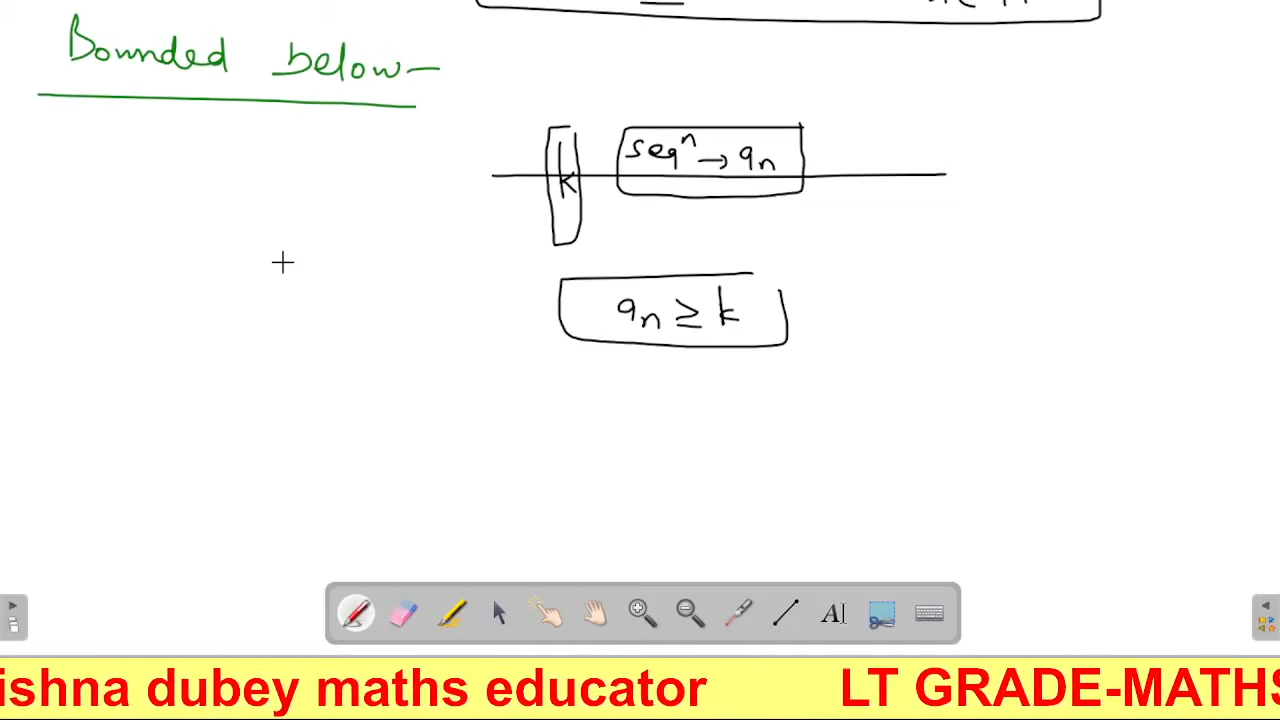 Bounded below-
k seqⁿ → aₙ
aₙ ≥ k
ishna dubey maths educator LT GRADE-MATHS